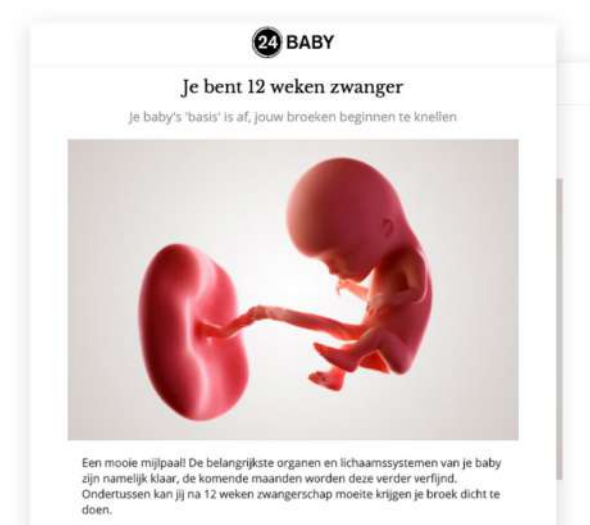 24 BABY
Je bent 12 weken zwanger
Je baby's 'basis' is af, jouw broeken beginnen te knellen
Een mooie mijlpaal! De belangrijkste organen en lichaamssystemen van je baby
zijn namelijk klaar, de komende maanden worden deze verder verfijnd.
Ondertussen kan jij na 12 weken zwangerschap moeite krijgen je broek dicht te
doen.